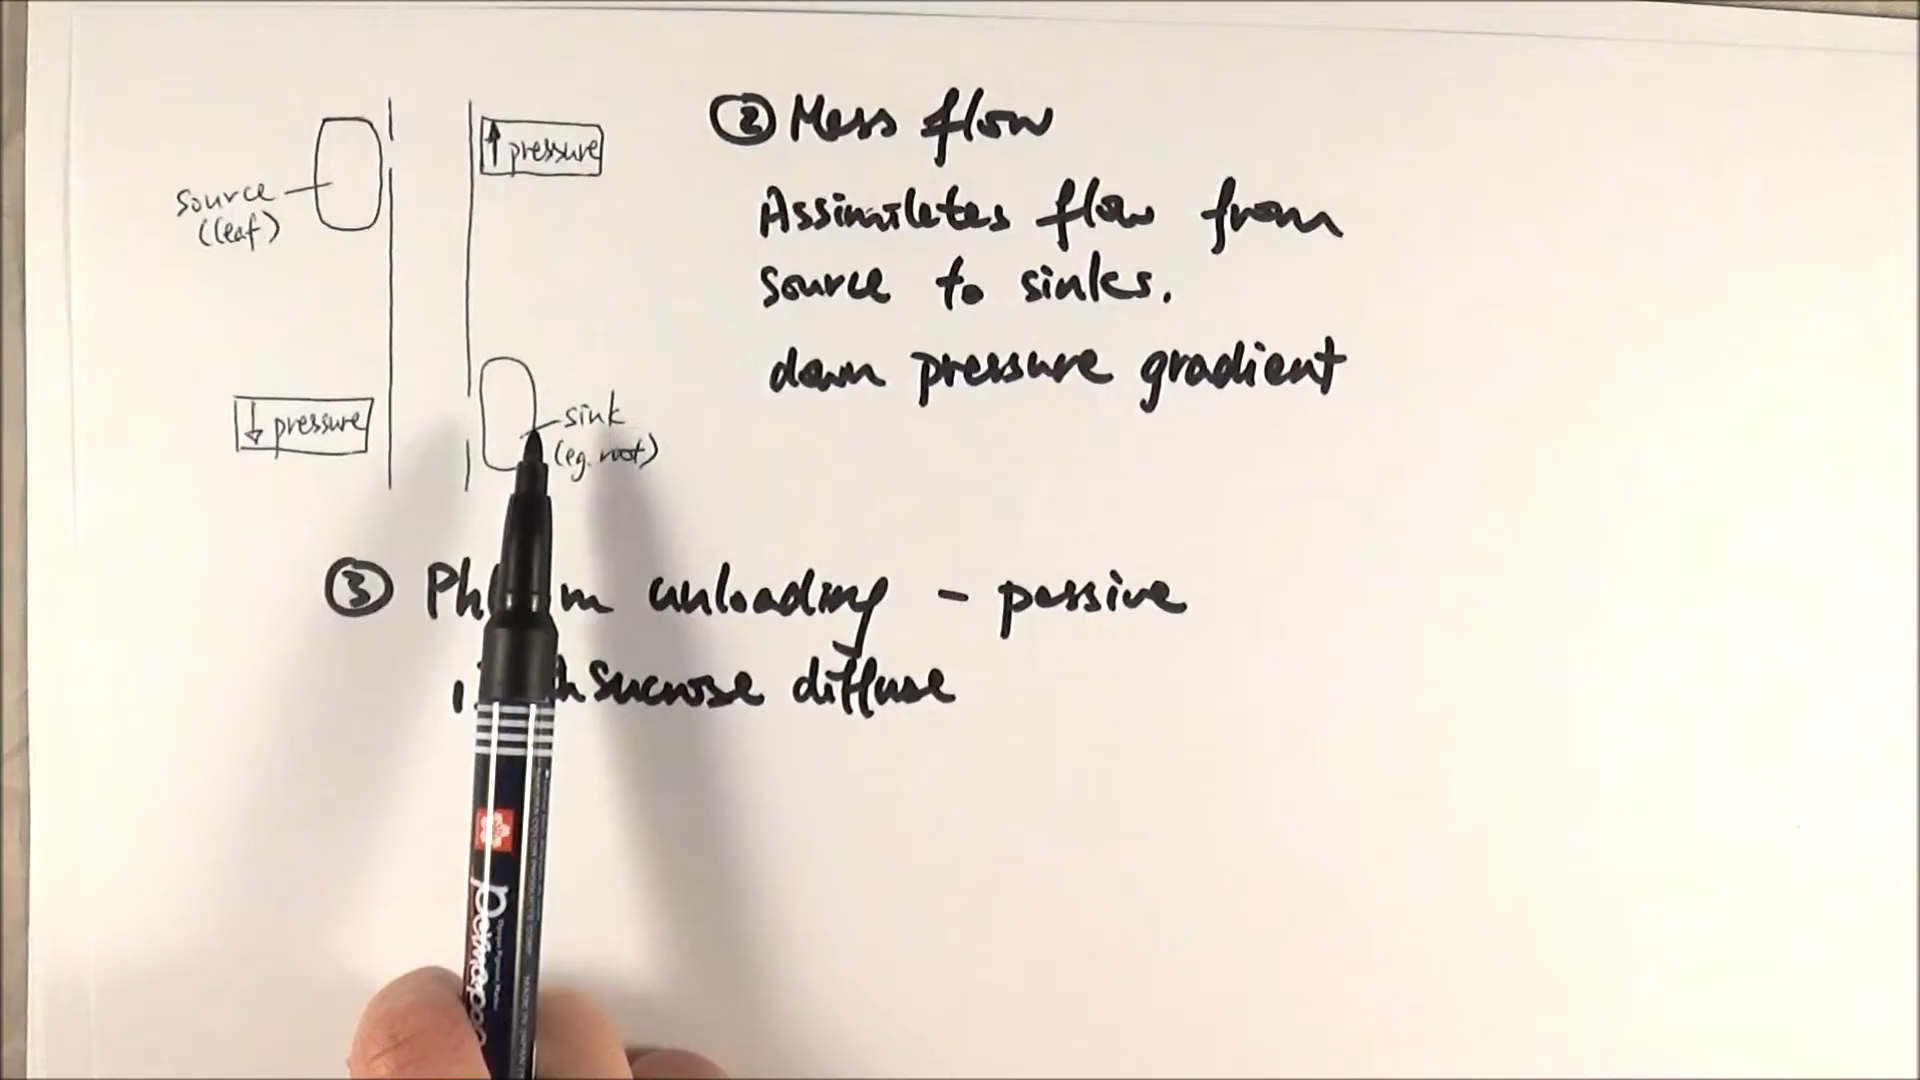 ↑ pressure
source
(leaf)
② Mass flow
Assimilates flow from
source to sinks.
down pressure gradient
↓ pressure
sink
(eg. root)
③ unloading - passive
sucrose diffuse